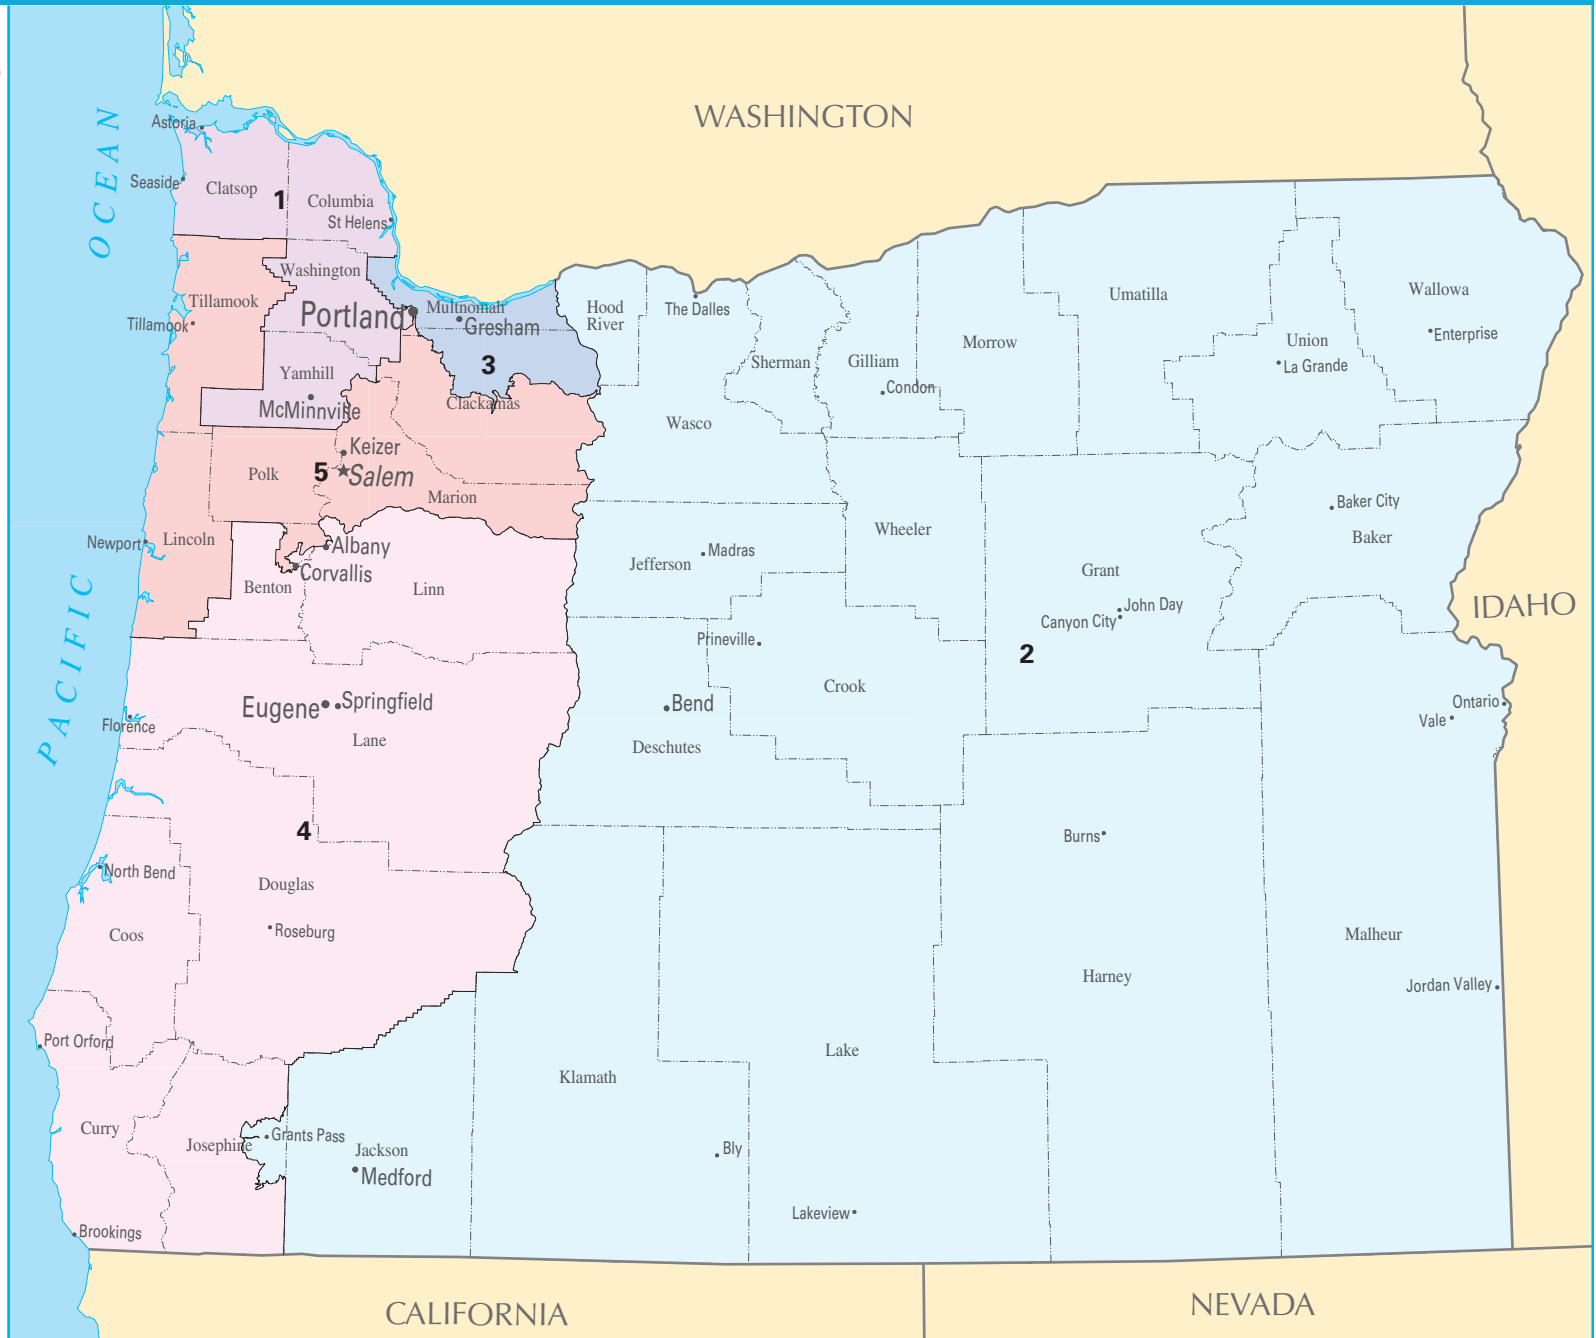 WASHINGTON
OCEAN
Astoria
Seaside
Clatsop
1
Columbia
St Helens
Washington
Tillamook
Tillamook
Portland
Multnomah
Gresham
3
Hood
River
The Dalles
Sherman
Gilliam
Condon
Morrow
Umatilla
Union
La Grande
Wallowa
Enterprise
Yamhill
McMinnville
Clackamas
Wasco
Keizer
5
Salem
Polk
Marion
Lincoln
Newport
Albany
Corvallis
Benton
Linn
Jefferson
Madras
Wheeler
Grant
John Day
Canyon City
2
Baker City
Baker
IDAHO
PACIFIC
Prineville
Crook
Bend
Deschutes
Eugene
Springfield
Lane
Florence
Ontario
Vale
4
Burns
North Bend
Douglas
Roseburg
Coos
Malheur
Harney
Jordan Valley
Port Orford
Lake
Klamath
Curry
Josephine
Grants Pass
Jackson
Medford
Bly
Lakeview
Brookings
CALIFORNIA
NEVADA